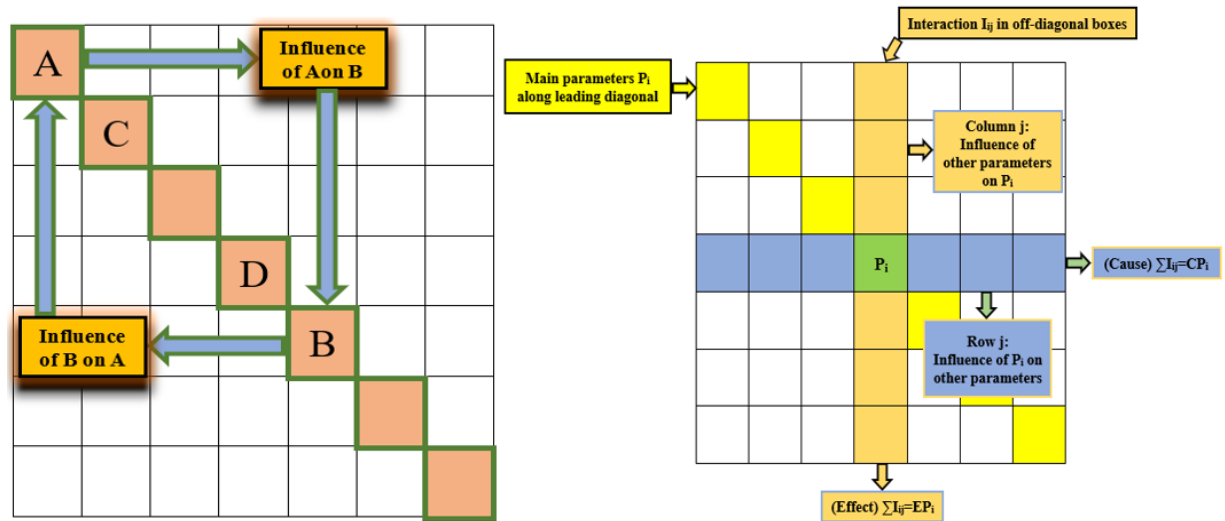 A
Influence
of Aon B
C
D
Influence
of B on A
B
Interaction Iij in off-diagonal boxes
Main parameters Pi
along leading diagonal
Column j:
Influence of
other parameters
on Pi
Pi
(Cause) ∑Iij=CPi
Row j:
Influence of Pi on
other parameters
(Effect) ∑Iij=EPi